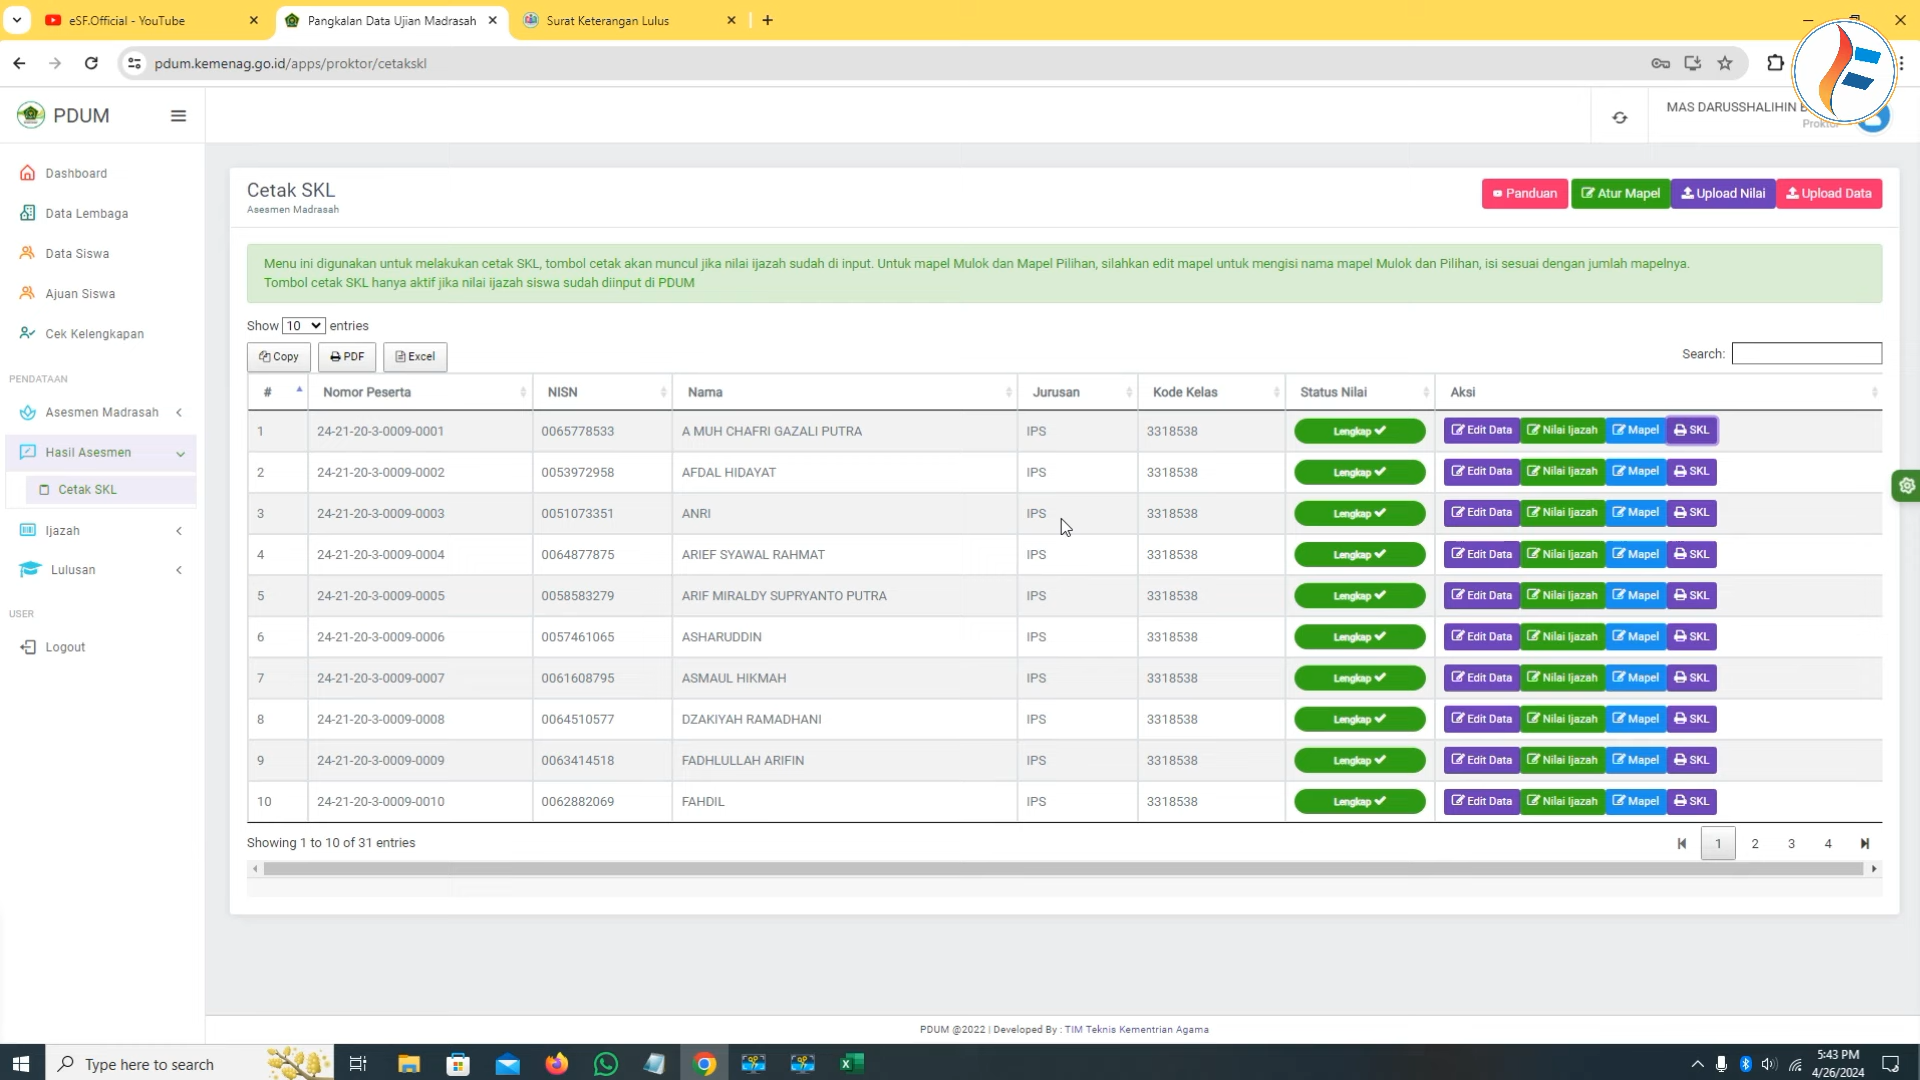 eSF.Official - YouTube
Pangkalan Data Ujian Madrasah
Surat Keterangan Lulus
pdum.kemenag.go.id/apps/proktor/cetakskl
PDUM
MAS DARUSSHALIHIN
Proktor
Dashboard
Data Lembaga
Data Siswa
Ajuan Siswa
Cek Kelengkapan
PENDATAAN
Asesmen Madrasah
Hasil Asesmen
Cetak SKL
Ijazah
Lulusan
USER
Logout
Cetak SKL
Asesmen Madrasah
Panduan Atur Mapel Upload Nilai Upload Data
Menu ini digunakan untuk melakukan cetak SKL, tombol cetak akan muncul jika nilai ijazah sudah di input. Untuk mapel Mulok dan Mapel Pilihan, silahkan edit mapel untuk mengisi nama mapel Mulok dan Pilihan, isi sesuai dengan jumlah mapelnya.
Tombol cetak SKL hanya aktif jika nilai ijazah siswa sudah diinput di PDUM
Show 10 entries
Copy PDF Excel
Search:
# Nomor Peserta NISN Nama Jurusan Kode Kelas Status Nilai Aksi
1 24-21-20-3-0009-0001 0065778533 A MUH CHAFRI GAZALI PUTRA IPS 3318538 Lengkap Edit Data Nilai Ijazah Mapel SKL
2 24-21-20-3-0009-0002 0053972958 AFDAL HIDAYAT IPS 3318538 Lengkap Edit Data Nilai Ijazah Mapel SKL
3 24-21-20-3-0009-0003 0051073351 ANRI IPS 3318538 Lengkap Edit Data Nilai Ijazah Mapel SKL
4 24-21-20-3-0009-0004 0064877875 ARIEF SYAWAL RAHMAT IPS 3318538 Lengkap Edit Data Nilai Ijazah Mapel SKL
5 24-21-20-3-0009-0005 0058583279 ARIF MIRALDY SUPRYANTO PUTRA IPS 3318538 Lengkap Edit Data Nilai Ijazah Mapel SKL
6 24-21-20-3-0009-0006 0057461065 ASHARUDDIN IPS 3318538 Lengkap Edit Data Nilai Ijazah Mapel SKL
7 24-21-20-3-0009-0007 0061608795 ASMAUL HIKMAH IPS 3318538 Lengkap Edit Data Nilai Ijazah Mapel SKL
8 24-21-20-3-0009-0008 0064510577 DZAKIYAH RAMADHANI IPS 3318538 Lengkap Edit Data Nilai Ijazah Mapel SKL
9 24-21-20-3-0009-0009 0063414518 FADHLULLAH ARIFIN IPS 3318538 Lengkap Edit Data Nilai Ijazah Mapel SKL
10 24-21-20-3-0009-0010 0062882069 FAHDIL IPS 3318538 Lengkap Edit Data Nilai Ijazah Mapel SKL
Showing 1 to 10 of 31 entries
1 2 3 4
PDUM @2022 | Developed By : TIM Teknis Kementrian Agama
Type here to search
5:43 PM
4/26/2024